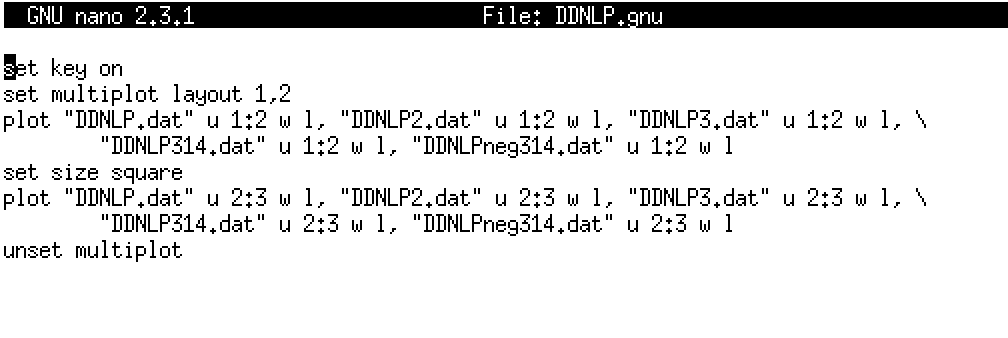 GNU nano 2.3.1 File: DDNLP.gnu
set key on
set multiplot layout 1,2
plot "DDNLP.dat" u 1:2 w l, "DDNLP2.dat" u 1:2 w l, "DDNLP3.dat" u 1:2 w l, \
"DDNLP314.dat" u 1:2 w l, "DDNLPneg314.dat" u 1:2 w l
set size square
plot "DDNLP.dat" u 2:3 w l, "DDNLP2.dat" u 2:3 w l, "DDNLP3.dat" u 2:3 w l, \
"DDNLP314.dat" u 2:3 w l, "DDNLPneg314.dat" u 2:3 w l
unset multiplot